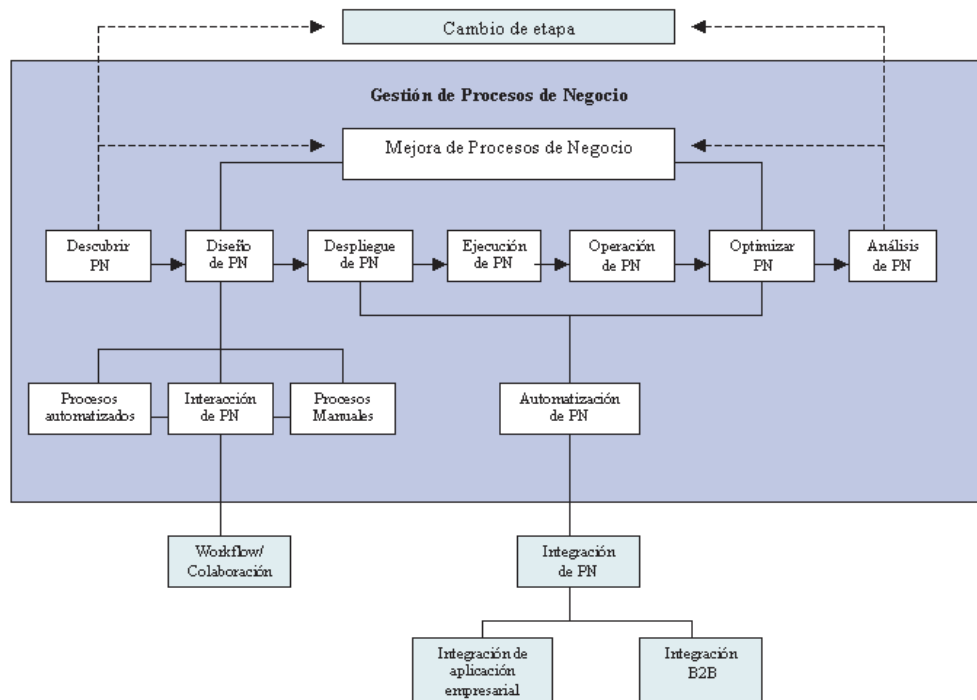 Cambio de etapa
Gestión de Procesos de Negocio
Mejora de Procesos de Negocio
Descubrir
PN
Diseño
de PN
Despliegue
de PN
Ejecución
de PN
Operación
de PN
Optimizar
PN
Análisis
de PN
Procesos
automatizados
Interacción
de PN
Procesos
Manuales
Automatización
de PN
Workflow/
Colaboración
Integración
de PN
Integración de
aplicación
empresarial
Integración
B2B